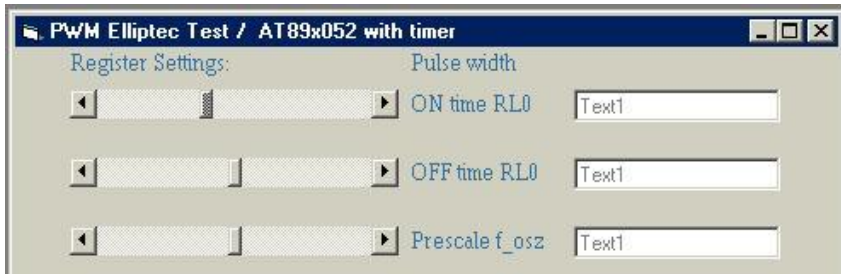 PWM Elliptec Test / AT89x052 with timer
Register Settings: Pulse width
ON time RL0 Text1
OFF time RL0 Text1
Prescale f_osz Text1